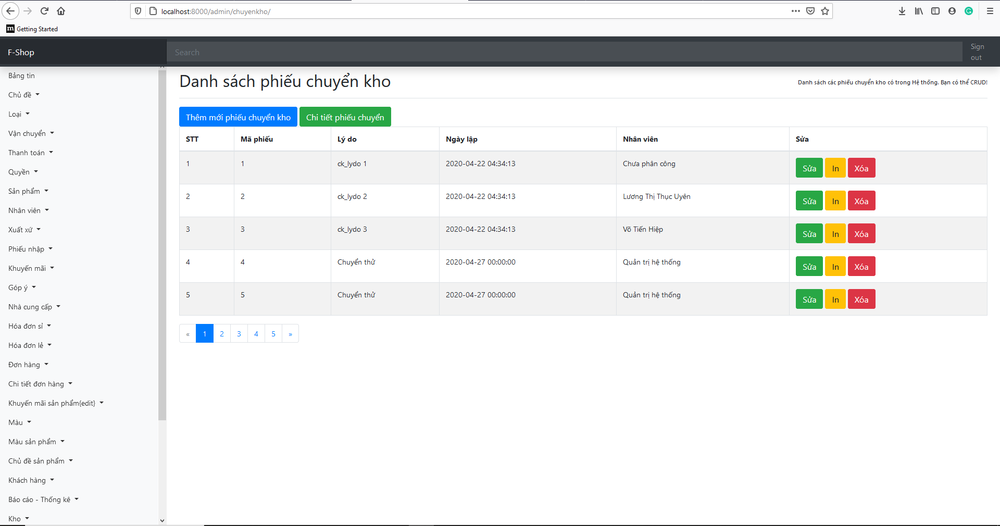 localhost:8000/admin/chuyenkho/
m Getting Started
F-Shop
Search
Sign out
Bảng tin
Chủ đề
Loại
Vận chuyển
Thanh toán
Quyền
Sản phẩm
Nhân viên
Xuất xứ
Phiếu nhập
Khuyến mãi
Góp ý
Nhà cung cấp
Hóa đơn sỉ
Hóa đơn lẻ
Đơn hàng
Chi tiết đơn hàng
Khuyến mãi sản phẩm{edit}
Màu
Màu sản phẩm
Chủ đề sản phẩm
Khách hàng
Báo cáo - Thống kê
Kho
Danh sách phiếu chuyển kho
Danh sách các phiếu chuyển kho có trong Hệ thống. Bạn có thể CRUD!
Thêm mới phiếu chuyển kho Chi tiết phiếu chuyển
STT Mã phiếu Lý do Ngày lập Nhân viên Sửa
1 1 ck_lydo 1 2020-04-22 04:34:13 Chưa phân công Sửa In Xóa
2 2 ck_lydo 2 2020-04-22 04:34:13 Lương Thị Thục Uyên Sửa In Xóa
3 3 ck_lydo 3 2020-04-22 04:34:13 Võ Tiến Hiệp Sửa In Xóa
4 4 Chuyển thử 2020-04-27 00:00:00 Quản trị hệ thống Sửa In Xóa
5 5 Chuyển thử 2020-04-27 00:00:00 Quản trị hệ thống Sửa In Xóa
« 1 2 3 4 5 »